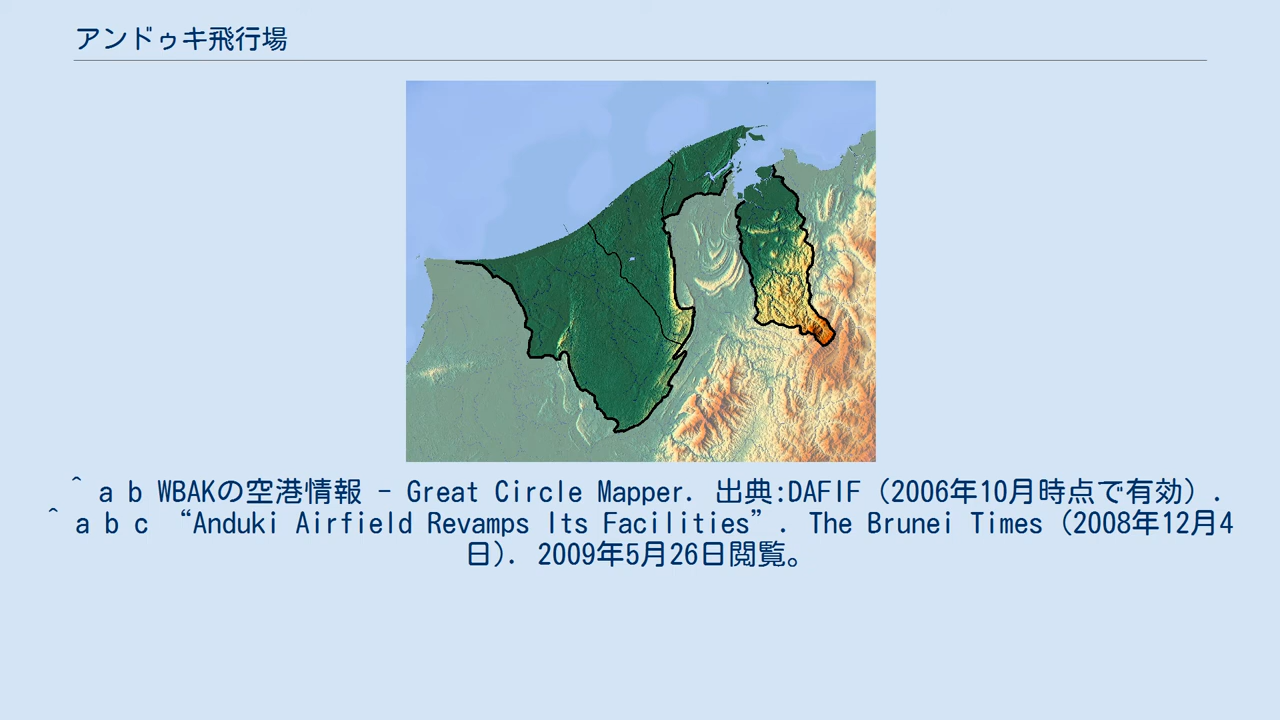 アンドゥキ飛行場
^ a b WBAKの空港情報 - Great Circle Mapper. 出典:DAFIF (2006年10月時点で有効).
^ a b c “Anduki Airfield Revamps Its Facilities”. The Brunei Times (2008年12月4
日). 2009年5月26日閲覧。